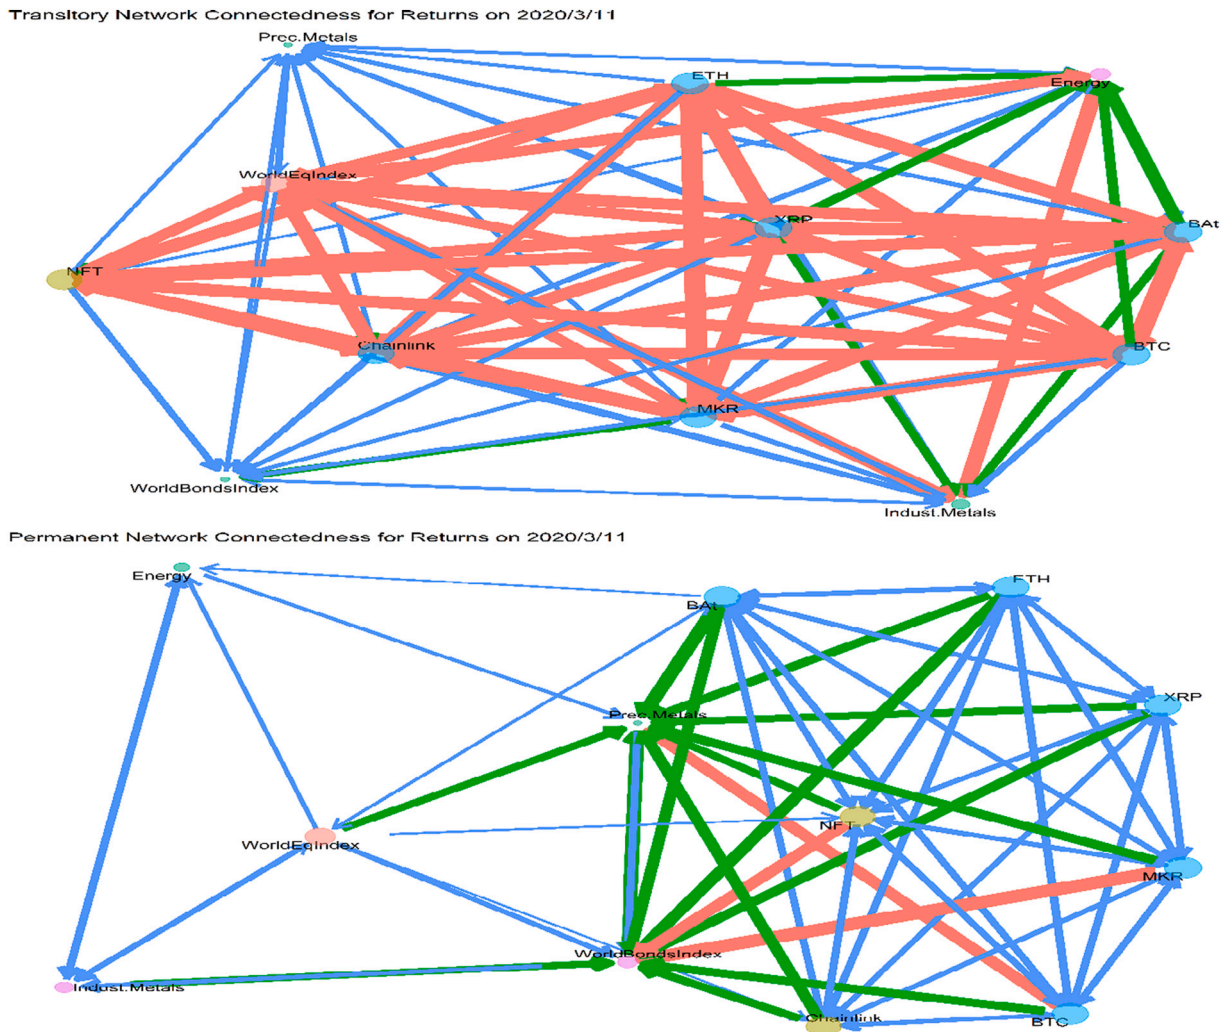 Transitory Network Connectedness for Returns on 2020/3/11
Prec.Metals
ETH
Energy
WorldEqIndex
XRP
BAt
NFT
Chainlink
BTC
MKR
WorldBondsIndex
Indust.Metals
Permanent Network Connectedness for Returns on 2020/3/11
Energy
BAt
ETH
XRP
Prec.Metals
NFT
WorldEqIndex
MKR
WorldBondsIndex
Indust.Metals
Chainlink
BTC